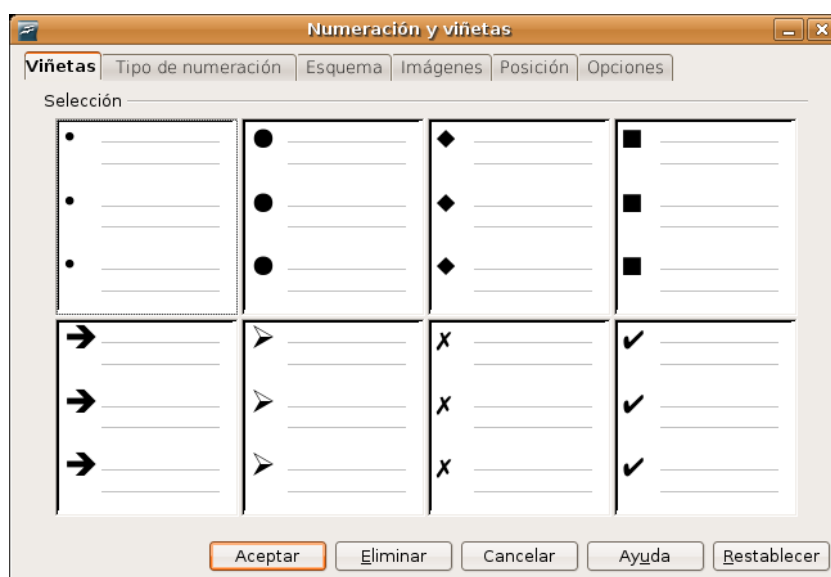 Numeración y viñetas
Viñetas Tipo de numeración Esquema Imágenes Posición Opciones
Selección
Aceptar Eliminar Cancelar Ayuda Restablecer